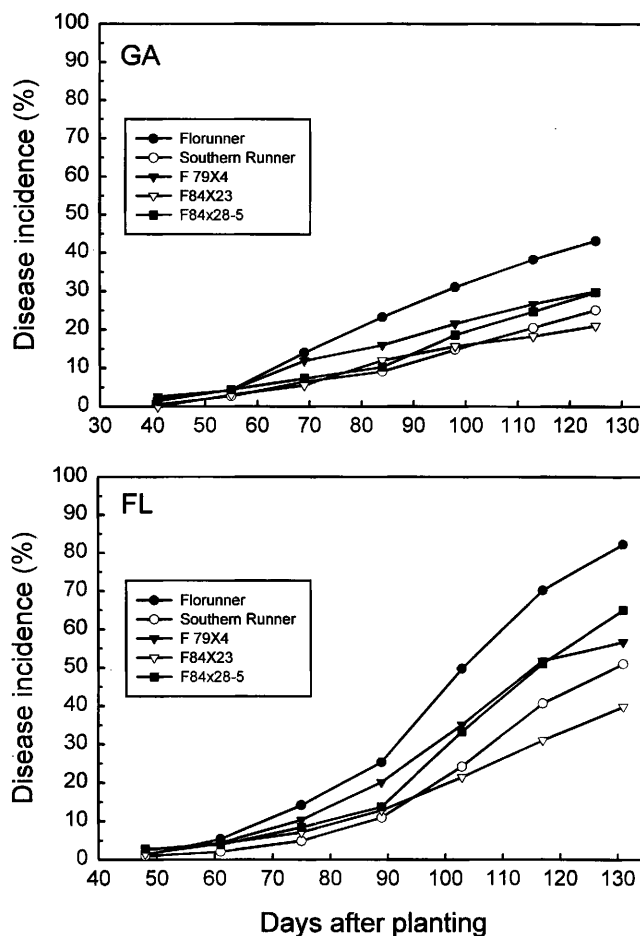 GA
Disease incidence (%)
100
90
80
70
60
50
40
30
20
10
0
Florunner
Southern Runner
F 79X4
F84X23
F84x28-5
30 40 50 60 70 80 90 100 110 120 130
FL
Disease incidence (%)
100
90
80
70
60
50
40
30
20
10
0
Florunner
Southern Runner
F 79X4
F84X23
F84x28-5
40 50 60 70 80 90 100 110 120 130
Days after planting